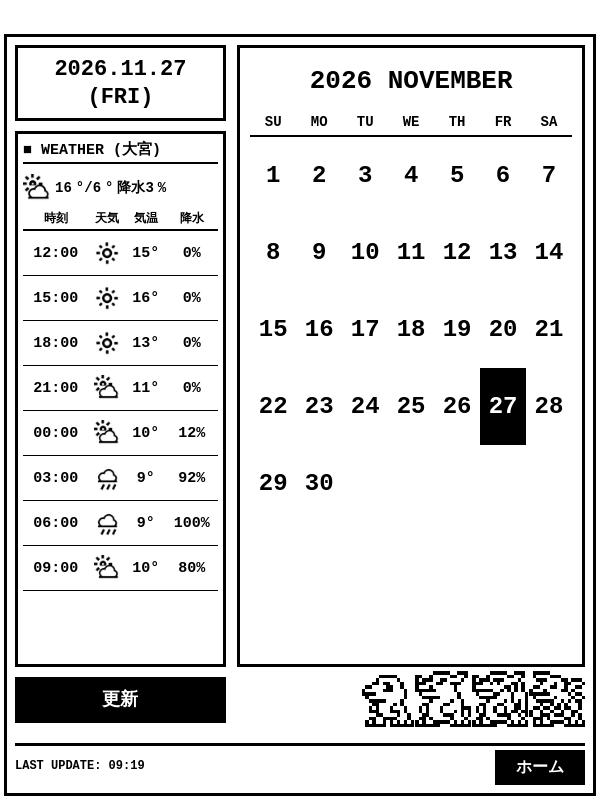 2026.11.27
(FRI)
■ WEATHER (大宮)
16°/6° 降水3%
時刻 天気 気温 降水
12:00 15° 0%
15:00 16° 0%
18:00 13° 0%
21:00 11° 0%
00:00 10° 12%
03:00 9° 92%
06:00 9° 100%
09:00 10° 80%
2026 NOVEMBER
SU MO TU WE TH FR SA
1 2 3 4 5 6 7
8 9 10 11 12 13 14
15 16 17 18 19 20 21
22 23 24 25 26 27 28
29 30
更新
LAST UPDATE: 09:19
ホーム